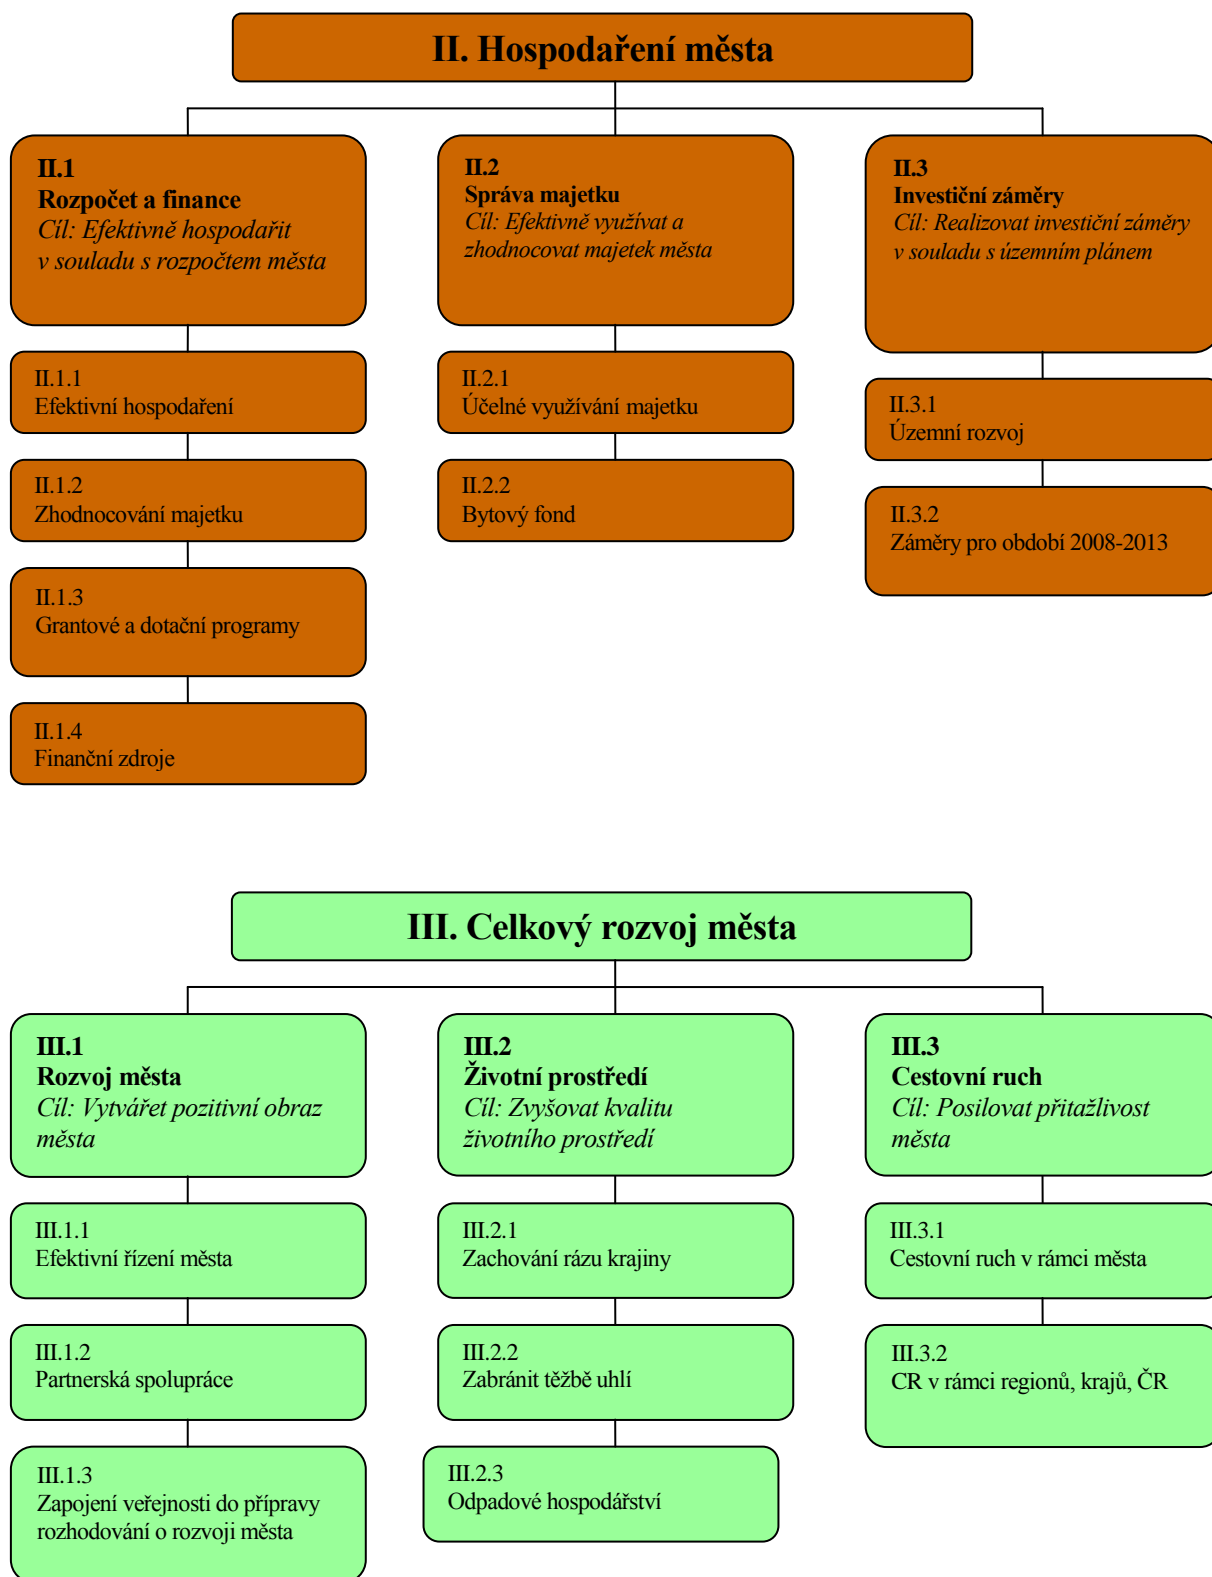 II. Hospodaření města
II.1
Rozpočet a finance
Cíl: Efektivně hospodařit
v souladu s rozpočtem města
II.2
Správa majetku
Cíl: Efektivně využívat a
zhodnocovat majetek města
II.3
Investiční záměry
Cíl: Realizovat investiční záměry
v souladu s územním plánem
II.1.1
Efektivní hospodaření
II.2.1
Účelné využívání majetku
II.3.1
Územní rozvoj
II.1.2
Zhodnocování majetku
II.2.2
Bytový fond
II.3.2
Záměry pro období 2008-2013
II.1.3
Grantové a dotační programy
II.1.4
Finanční zdroje
III. Celkový rozvoj města
III.1
Rozvoj města
Cíl: Vytvářet pozitivní obraz
města
III.2
Životní prostředí
Cíl: Zvyšovat kvalitu
životního prostředí
III.3
Cestovní ruch
Cíl: Posilovat přitažlivost
města
III.1.1
Efektivní řízení města
III.2.1
Zachování rázu krajiny
III.3.1
Cestovní ruch v rámci města
III.1.2
Partnerská spolupráce
III.2.2
Zabránit těžbě uhlí
III.3.2
CR v rámci regionů, krajů, ČR
III.1.3
Zapojení veřejnosti do přípravy
rozhodování o rozvoji města
III.2.3
Odpadové hospodářství